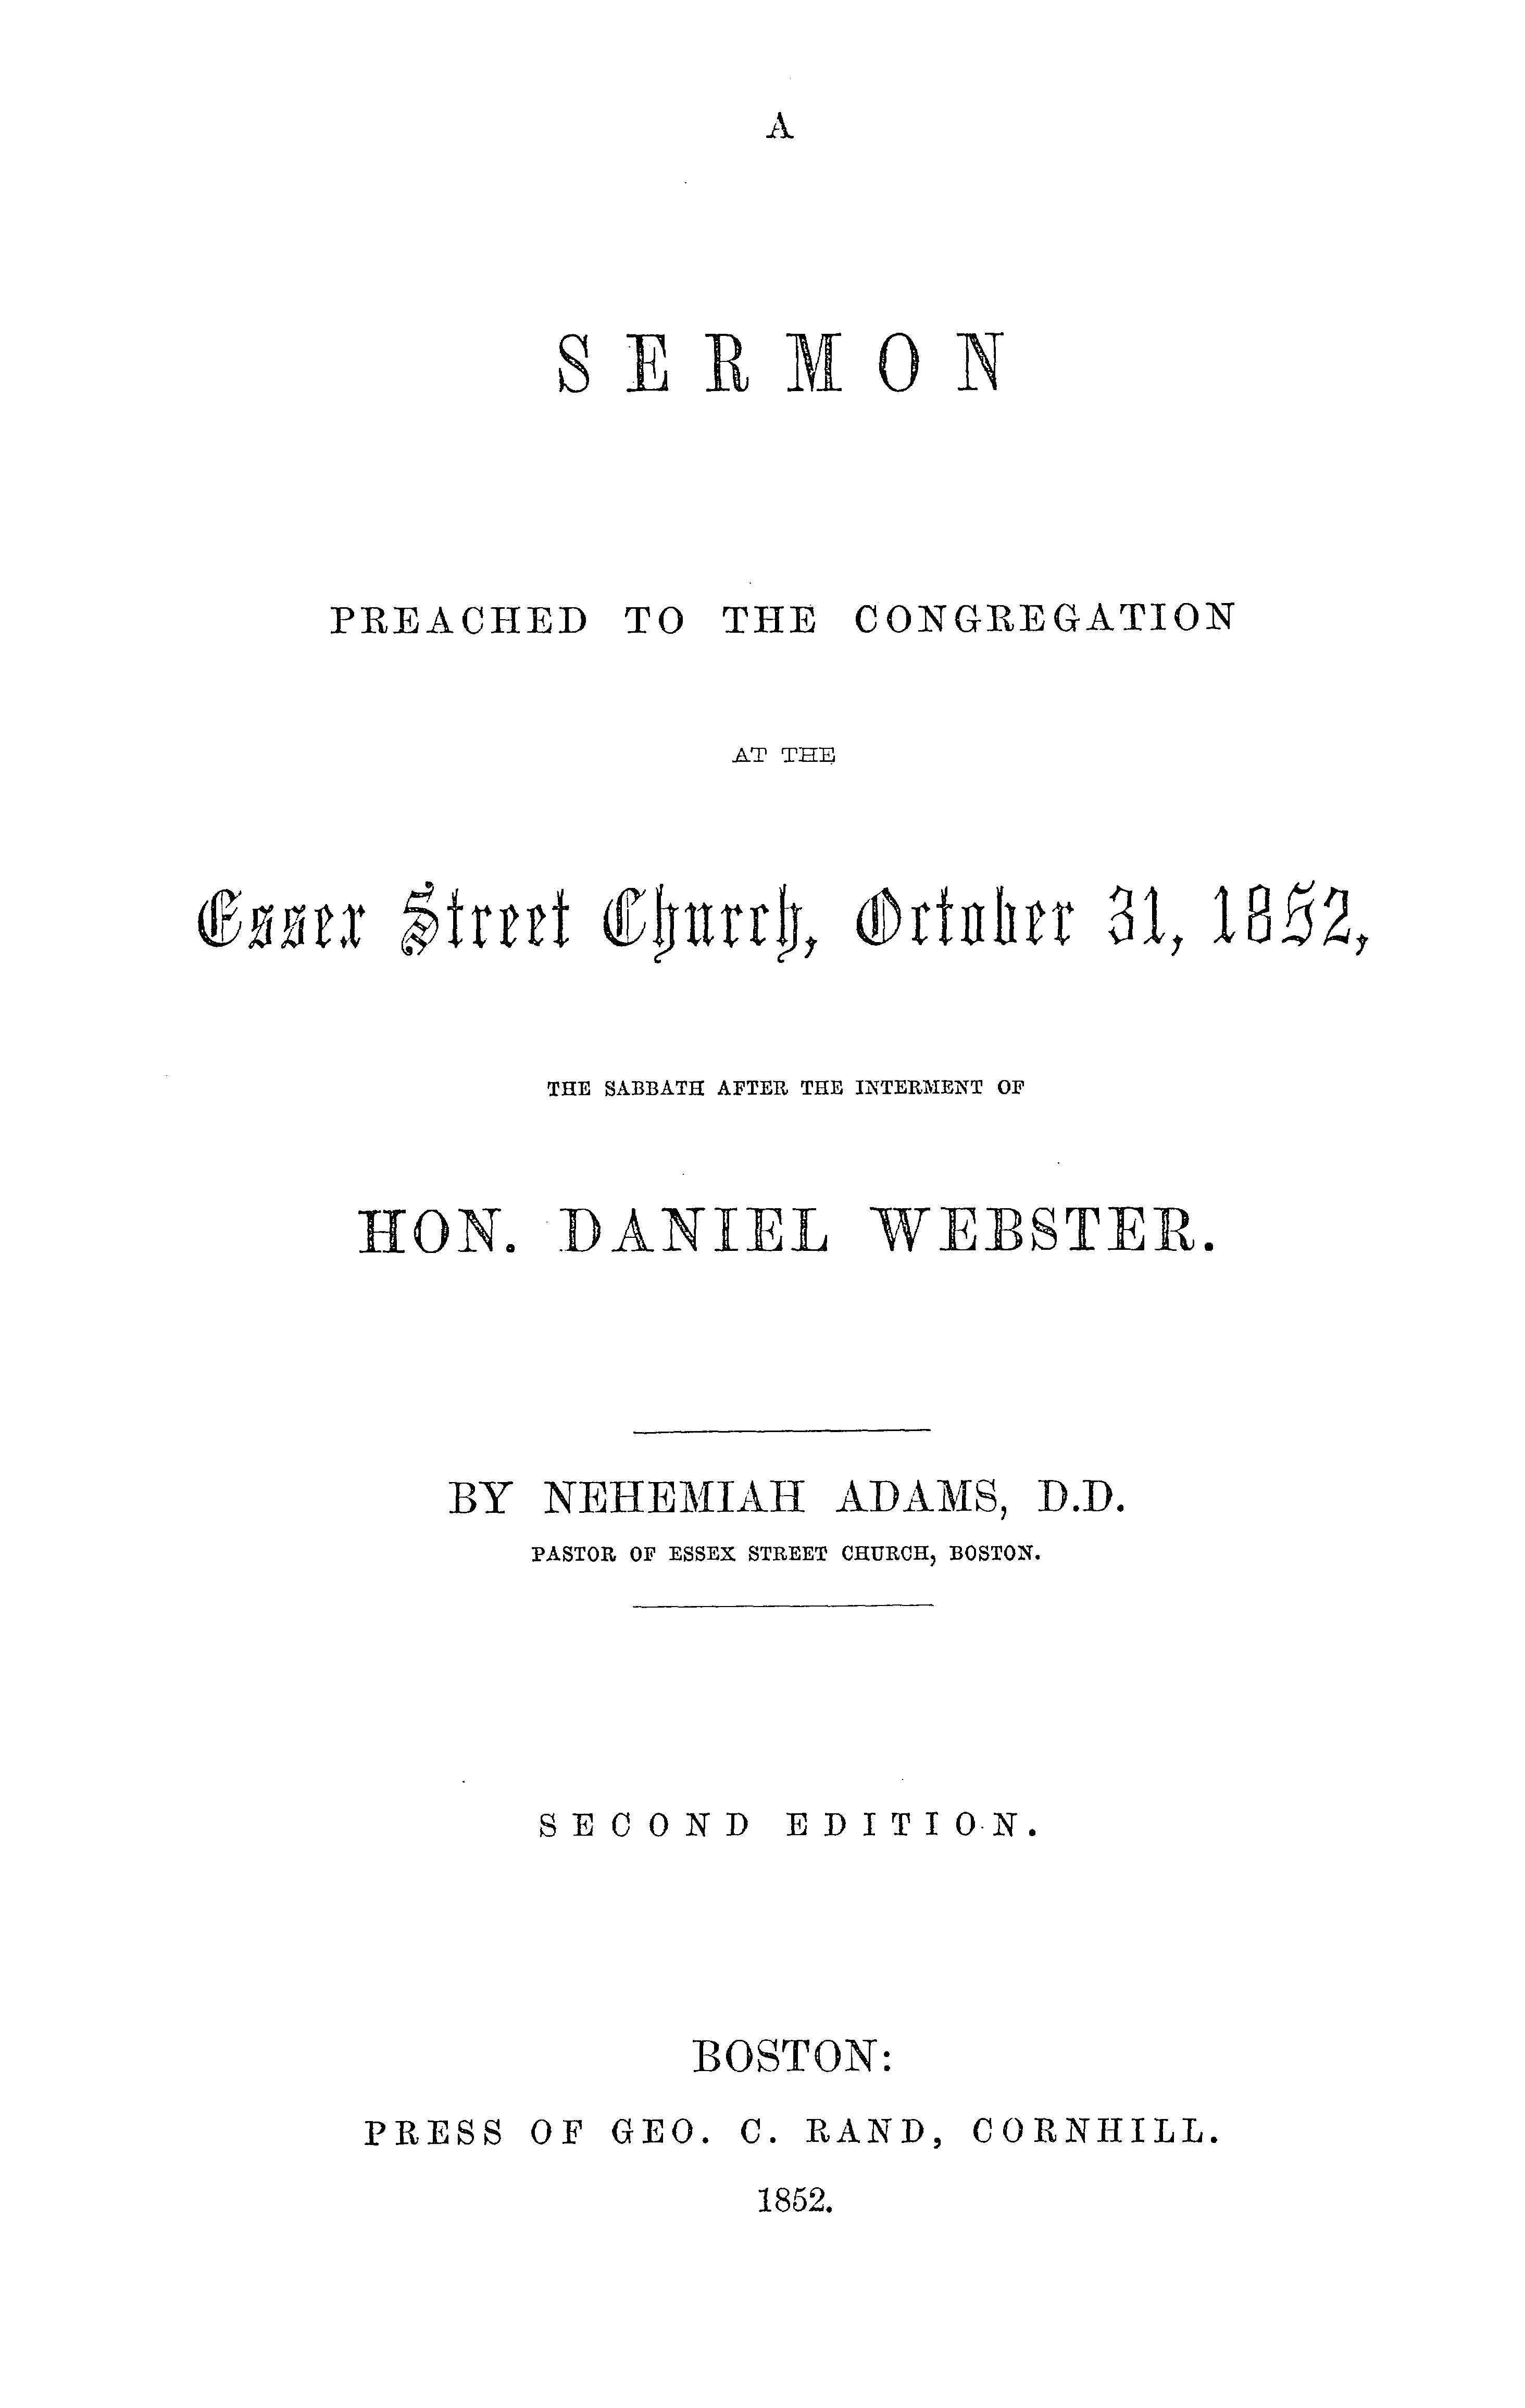 A
SERMON
PREACHED TO THE CONGREGATION
AT THE
Essex Street Church, October 31, 1852,
THE SABBATH AFTER THE INTERMENT OF
HON. DANIEL WEBSTER.
BY NEHEMIAH ADAMS, D.D.
PASTOR OF ESSEX STREET CHURCH, BOSTON.
SECOND EDITION.
BOSTON:
PRESS OF GEO. C. RAND, CORNHILL.
1852.